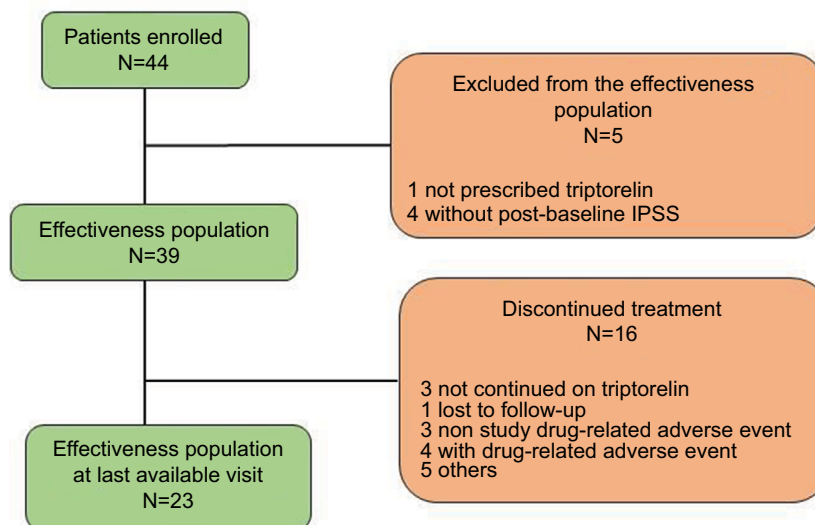 Patients enrolled
N=44
Excluded from the effectiveness
population
N=5
1 not prescribed triptorelin
4 without post-baseline IPSS
Effectiveness population
N=39
Discontinued treatment
N=16
3 not continued on triptorelin
1 lost to follow-up
3 non study drug-related adverse event
4 with drug-related adverse event
5 others
Effectiveness population
at last available visit
N=23